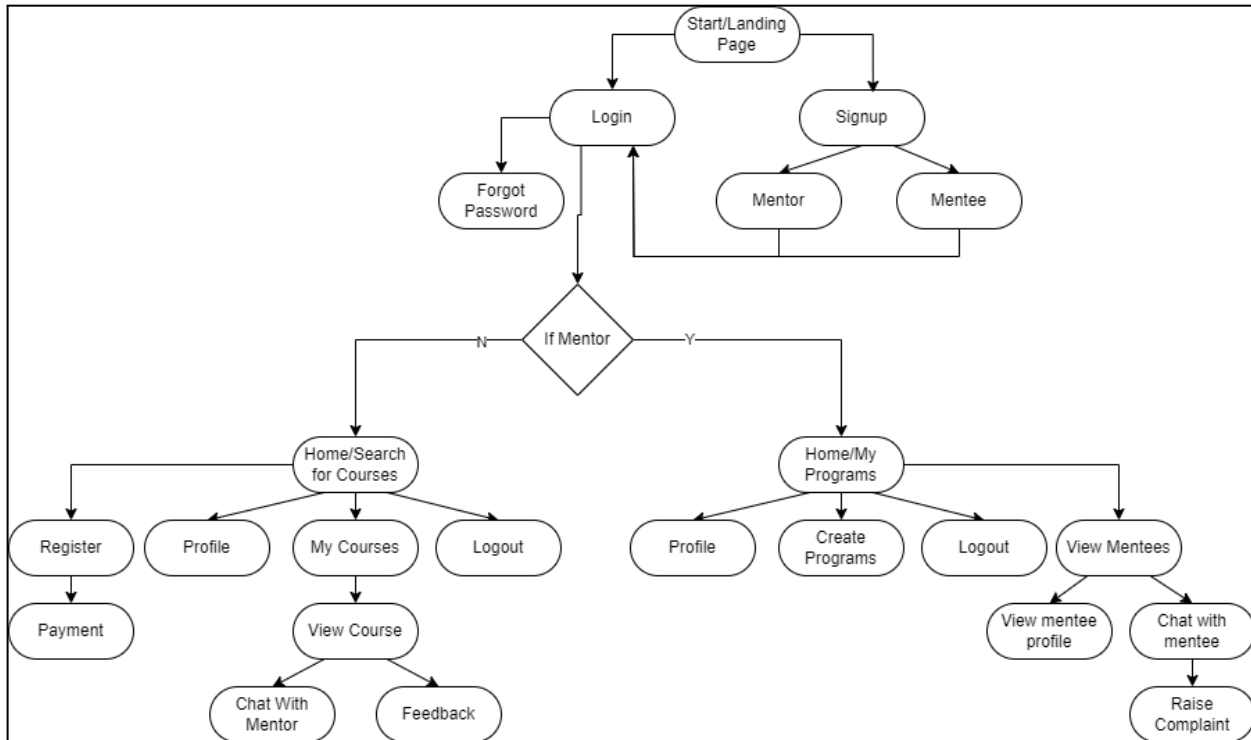 Start/Landing
Page
Login
Signup
Forgot
Password
Mentor
Mentee
If Mentor
N
Y
Home/Search
for Courses
Home/My
Programs
Register
Profile
My Courses
Logout
Profile
Create
Programs
Logout
View Mentees
Payment
View Course
View mentee
profile
Chat with
mentee
Chat With
Mentor
Feedback
Raise
Complaint